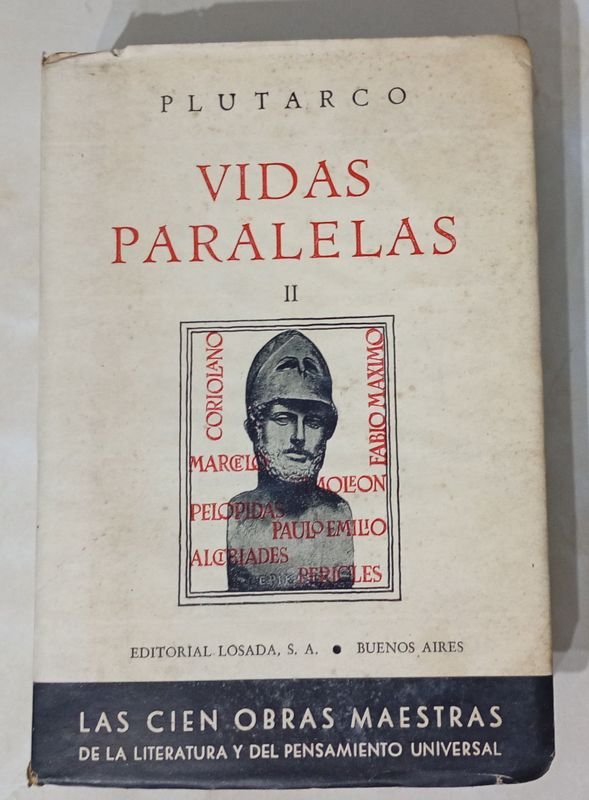 PLUTARCO
VIDAS
PARALELAS
II
CORIOLANO
FABIO MAXIMO
MARCELO
MOLEON
PELOPIDAS
PAULO EMILIO
ALCIBIADES
PERICLES
EDITORIAL LOSADA, S. A. ● BUENOS AIRES
LAS CIEN OBRAS MAESTRAS
DE LA LITERATURA Y DEL PENSAMIENTO UNIVERSAL